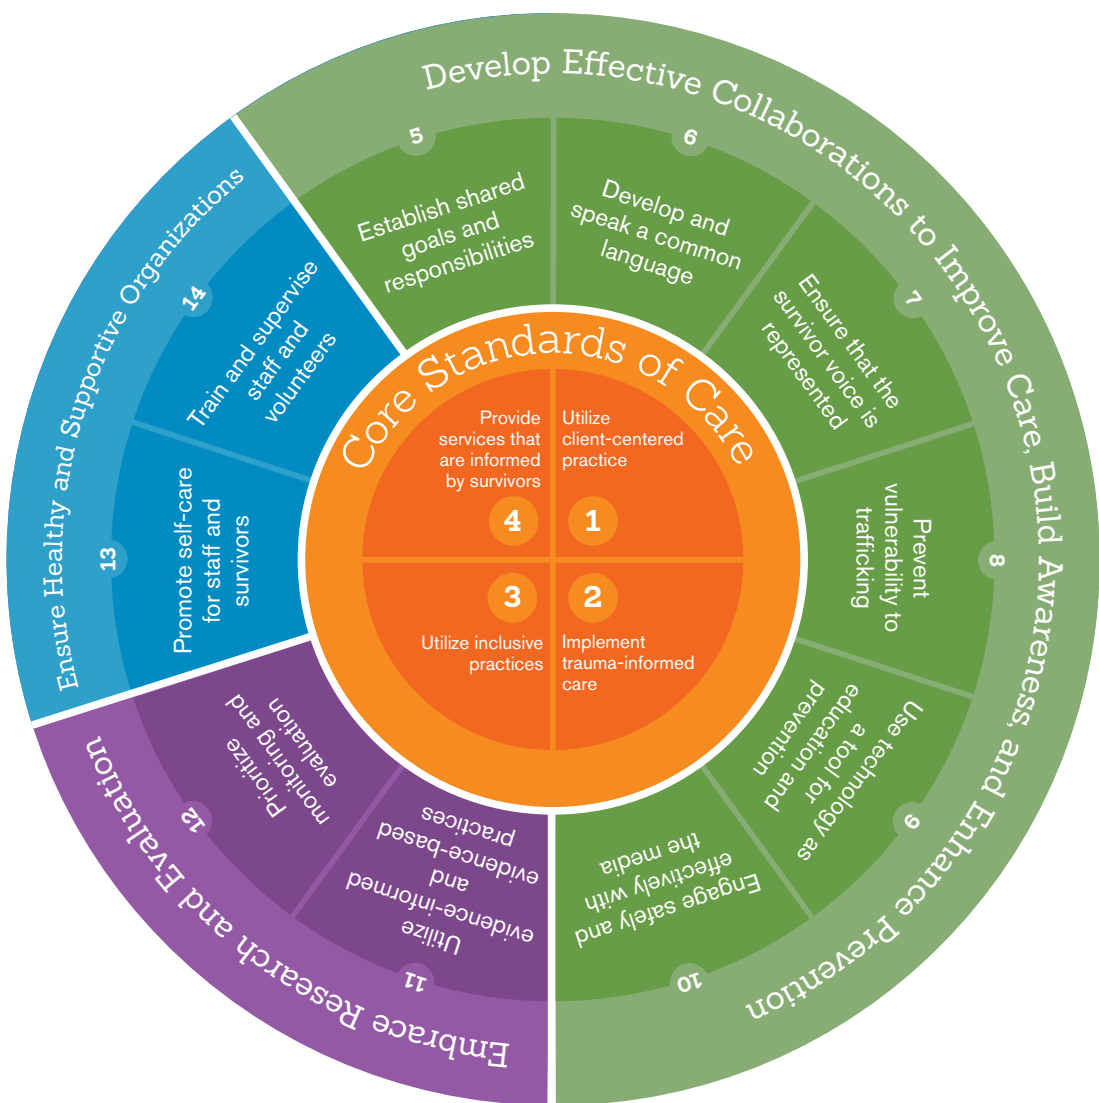 Develop Effective Collaborations to Improve Care, Build Awareness, and Enhance Prevention
5
Establish shared
goals and
responsibilities
6
Develop and
speak a common
language
7
Ensure that the
survivor voice is
represented
8
Prevent
vulnerability to
trafficking
9
Use technology as
a tool for
education and
prevention
10
Engage safely and
effectively with
the media
Embrace Research and Evaluation
11
Utilize
evidence-informed
and
evidence-based
practices
12
Prioritize
monitoring and
evaluation
Ensure Healthy and Supportive Organizations
13
Promote self-care
for staff and
survivors
14
Train and supervise
staff and
volunteers
Core Standards of Care
Utilize
client-centered
practice
1
2
Implement
trauma-informed
care
3
Utilize inclusive
practices
Provide
services that
are informed
by survivors
4